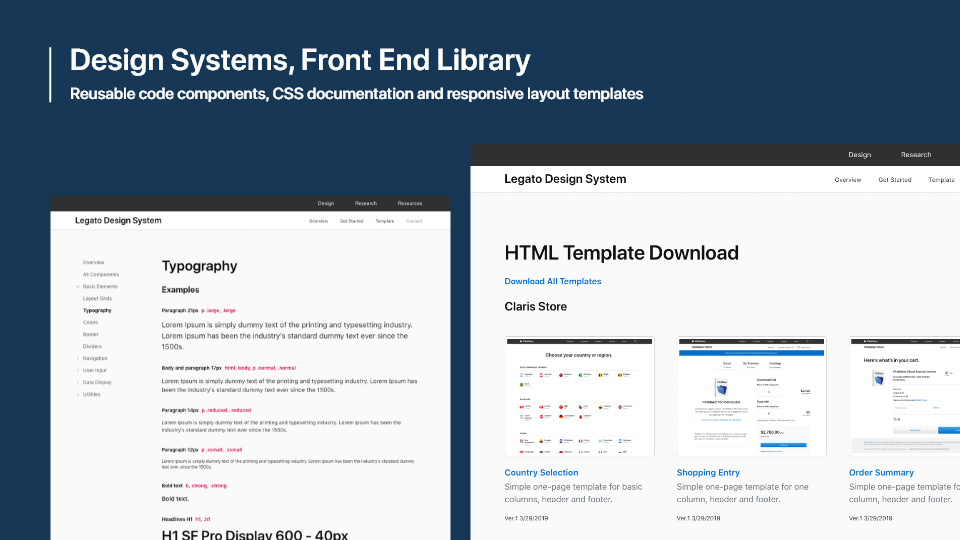 Design Systems, Front End Library
Reusable code components, CSS documentation and responsive layout templates
Design Research Resources
Legato Design System
Overview Get Started Template Contact
Overview
All Components
Basic Elements
Layout Grids
Typography
Colors
Border
Dividers
Navigation
User Input
Data Display
Utilities
Typography
Examples
Paragraph 21px p .large, .large
Lorem Ipsum is simply dummy text of the printing and typesetting industry.
Lorem Ipsum has been the industry's standard dummy text ever since the
1500s.
Body and paragraph 17px html, body, p .normal, .normal
Lorem Ipsum is simply dummy text of the printing and typesetting industry. Lorem Ipsum has
been the industry's standard dummy text ever since the 1500s.
Paragraph 14px p .reduced, .reduced
Lorem Ipsum is simply dummy text of the printing and typesetting industry. Lorem Ipsum has been the
industry's standard dummy text ever since the 1500s.
Paragraph 12px p .xsmall, .xsmall
Lorem Ipsum is simply dummy text of the printing and typesetting industry. Lorem Ipsum has been the industry's standard dummy
text ever since the 1500s.
Bold text b, strong, .strong
Bold text.
Headlines H1 h1, .h1
H1 SF Pro Display 600 - 40px
Design Research
Legato Design System
Overview Get Started Template
HTML Template Download
Download All Templates
Claris Store
Choose your country or region.
Here's what's in your cart.
Country Selection
Simple one-page template for basic
columns, header and footer.
Ver.1 3/29/2019
Shopping Entry
Simple one-page template for one
column, header and footer.
Ver.1 3/29/2019
Order Summary
Simple one-page template fo
column, header and footer.
Ver.1 3/29/2019